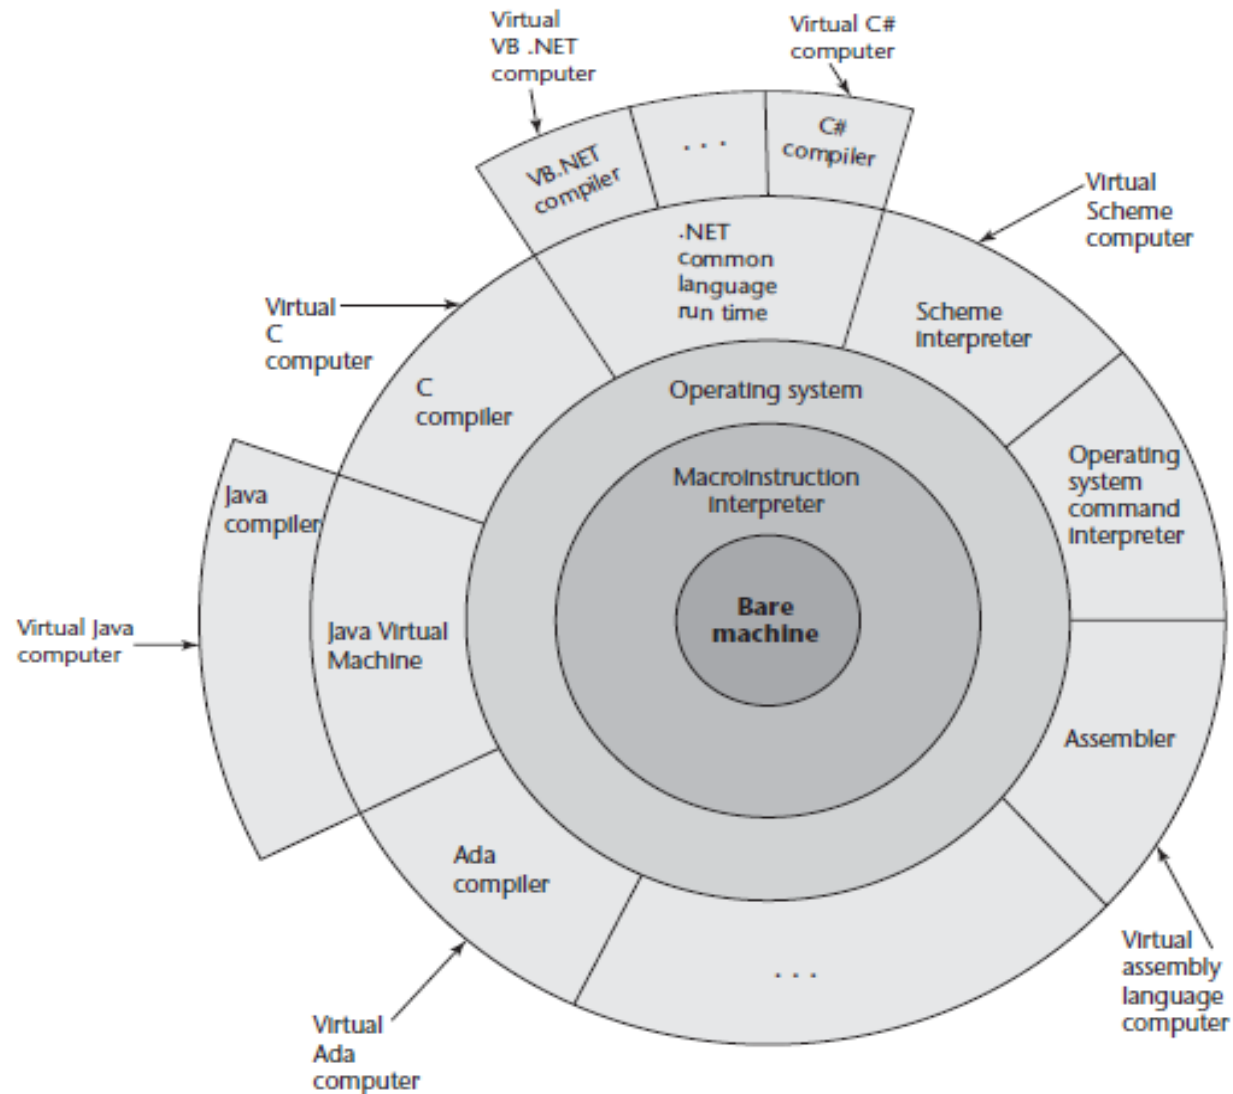 Virtual
VB .NET
computer
Virtual C#
computer
VB.NET
compiler
. . .
C#
compiler
Virtual
Scheme
computer
.NET
common
language
run time
Virtual
C
computer
Scheme
interpreter
C
compiler
Operating system
Operating
system
command
interpreter
Macroinstruction
interpreter
Java
compiler
Bare
machine
Virtual Java
computer
Java Virtual
Machine
Assembler
Ada
compiler
. . .
Virtual
assembly
language
computer
Virtual
Ada
computer